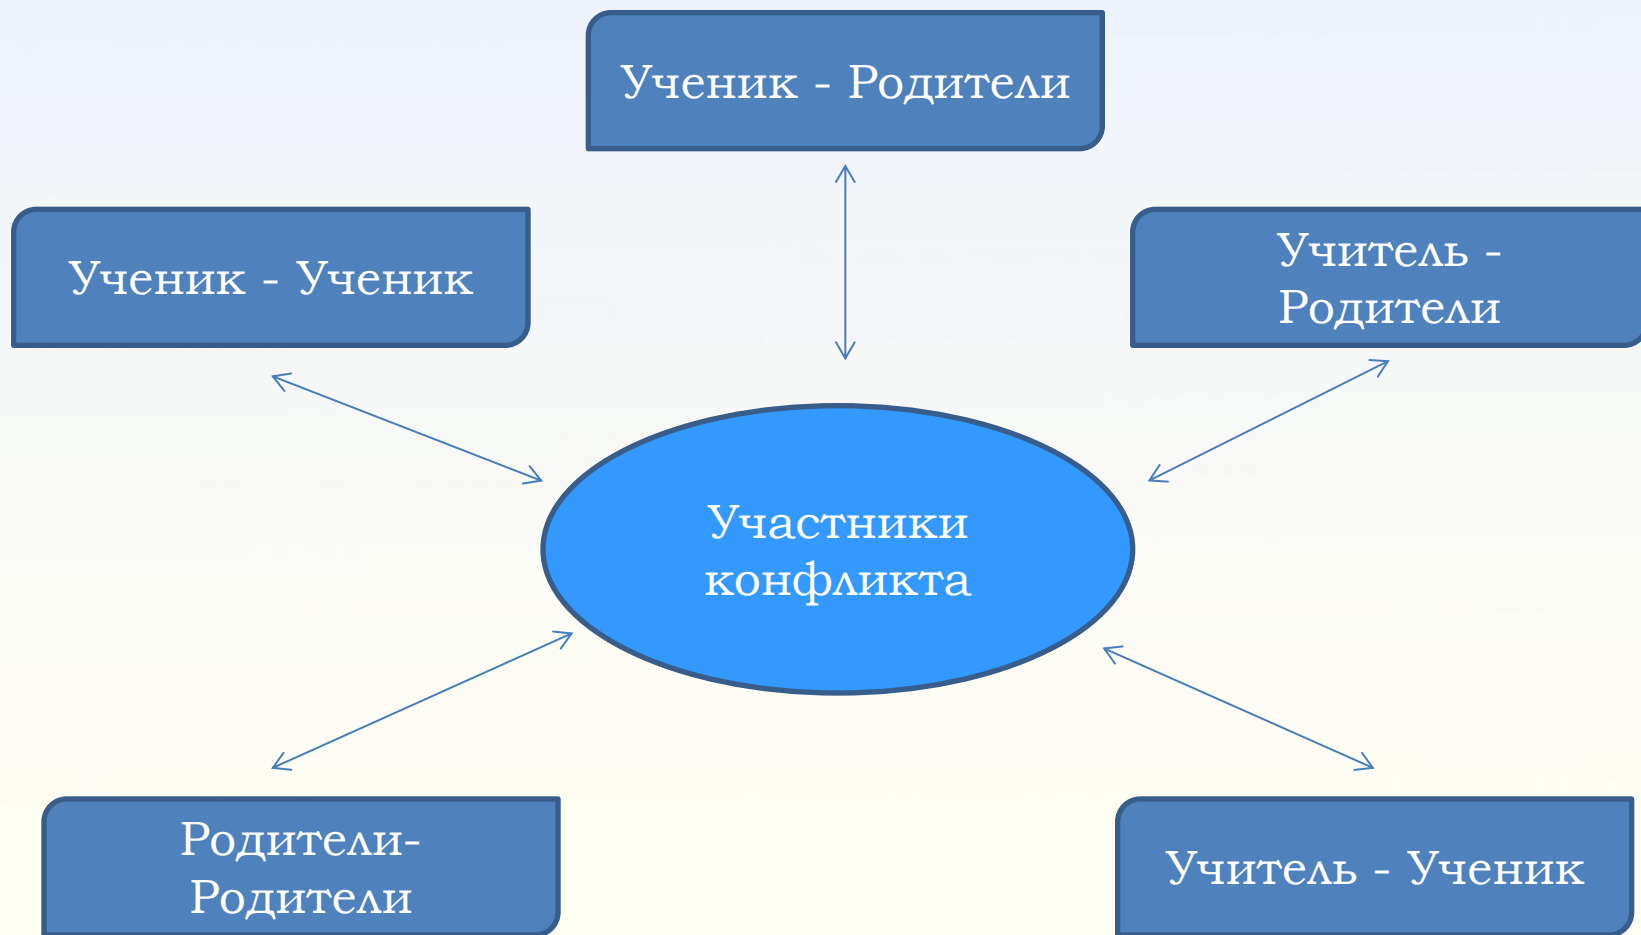 Ученик - Родители
Ученик - Ученик
Учитель -
Родители
Участники
конфликта
Родители-
Родители
Учитель - Ученик